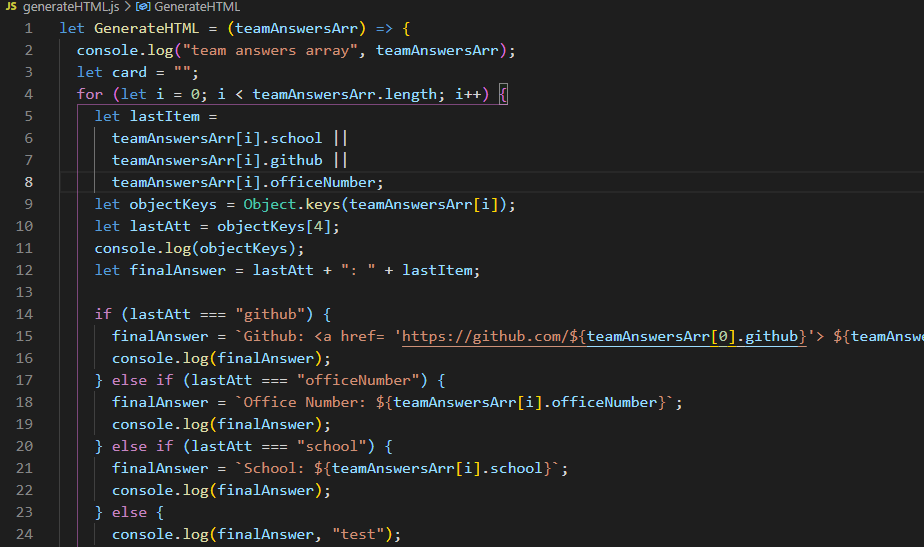 JS generateHTML.js > GenerateHTML
1 let GenerateHTML = (teamAnswersArr) => {
2 console.log("team answers array", teamAnswersArr);
3 let card = "";
4 for (let i = 0; i < teamAnswersArr.length; i++) {
5 let lastItem =
6 teamAnswersArr[i].school ||
7 teamAnswersArr[i].github ||
8 teamAnswersArr[i].officeNumber;
9 let objectKeys = Object.keys(teamAnswersArr[i]);
10 let lastAtt = objectKeys[4];
11 console.log(objectKeys);
12 let finalAnswer = lastAtt + ": " + lastItem;
13
14 if (lastAtt === "github") {
15 finalAnswer = `Github: <a href= 'https://github.com/${teamAnswersArr[0].github}'> ${teamAnswe
16 console.log(finalAnswer);
17 } else if (lastAtt === "officeNumber") {
18 finalAnswer = `Office Number: ${teamAnswersArr[i].officeNumber}`;
19 console.log(finalAnswer);
20 } else if (lastAtt === "school") {
21 finalAnswer = `School: ${teamAnswersArr[i].school}`;
22 console.log(finalAnswer);
23 } else {
24 console.log(finalAnswer, "test");